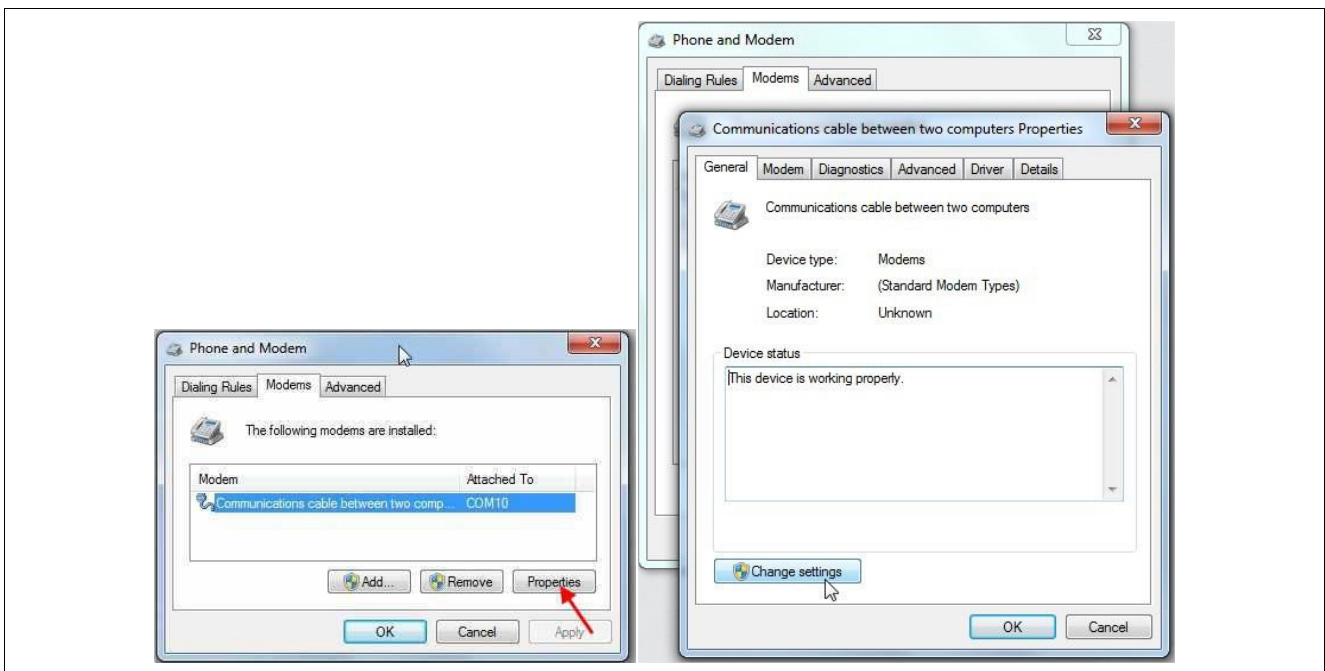 Phone and Modem
Dialing Rules Modems Advanced
The following modems are installed:
Modem Attached To
Communications cable between two comp... COM10
Add... Remove Properties
OK Cancel Apply
Phone and Modem
Dialing Rules Modems Advanced
Communications cable between two computers Properties
General Modem Diagnostics Advanced Driver Details
Communications cable between two computers
Device type: Modems
Manufacturer: (Standard Modem Types)
Location: Unknown
Device status
This device is working properly.
Change settings
OK Cancel